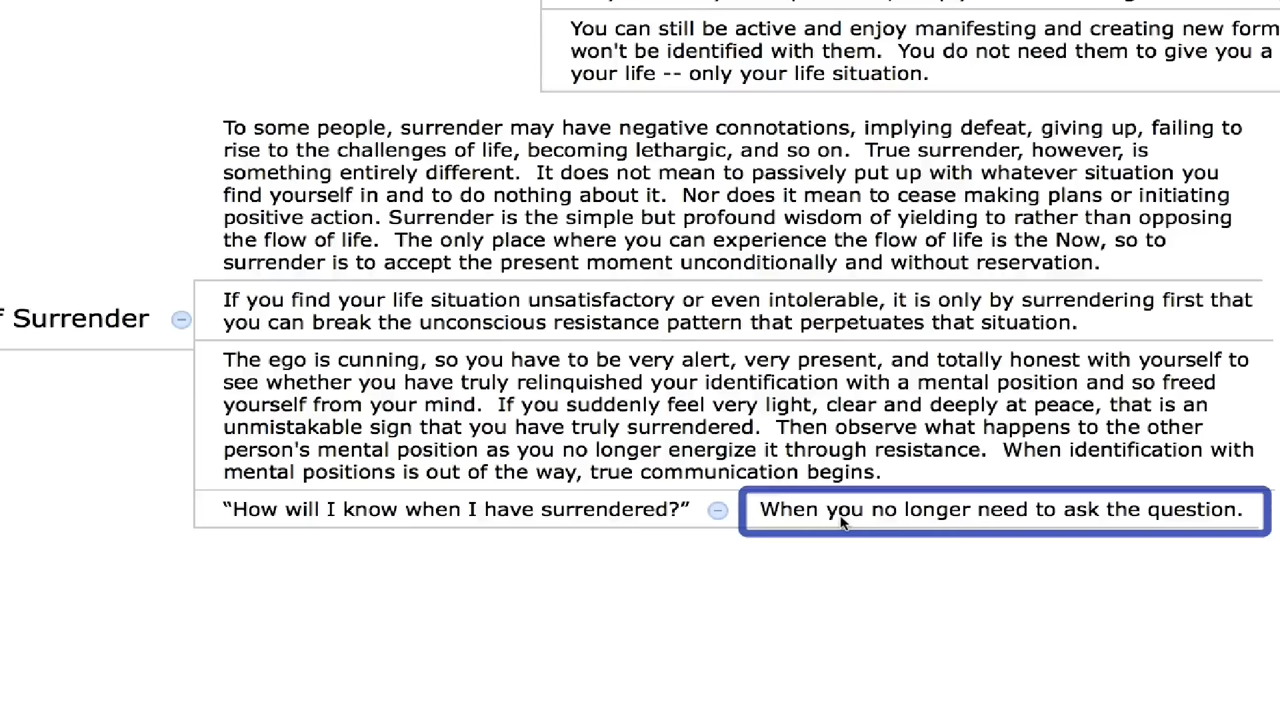 You can still be active and enjoy manifesting and creating new form
won't be identified with them.  You do not need them to give you a
your life -- only your life situation.
To some people, surrender may have negative connotations, implying defeat, giving up, failing to
rise to the challenges of life, becoming lethargic, and so on.  True surrender, however, is
something entirely different.  It does not mean to passively put up with whatever situation you
find yourself in and to do nothing about it.  Nor does it mean to cease making plans or initiating
positive action. Surrender is the simple but profound wisdom of yielding to rather than opposing
the flow of life.  The only place where you can experience the flow of life is the Now, so to
surrender is to accept the present moment unconditionally and without reservation.
Surrender
If you find your life situation unsatisfactory or even intolerable, it is only by surrendering first that
you can break the unconscious resistance pattern that perpetuates that situation.
The ego is cunning, so you have to be very alert, very present, and totally honest with yourself to
see whether you have truly relinquished your identification with a mental position and so freed
yourself from your mind.  If you suddenly feel very light, clear and deeply at peace, that is an
unmistakable sign that you have truly surrendered.  Then observe what happens to the other
person's mental position as you no longer energize it through resistance.  When identification with
mental positions is out of the way, true communication begins.
“How will I know when I have surrendered?” When you no longer need to ask the question.